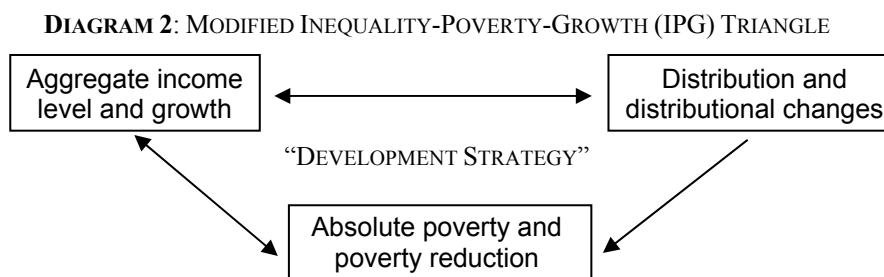 DIAGRAM 2: MODIFIED INEQUALITY-POVERTY-GROWTH (IPG) TRIANGLE
Aggregate income
level and growth
Distribution and
distributional changes
“DEVELOPMENT STRATEGY”
Absolute poverty and
poverty reduction